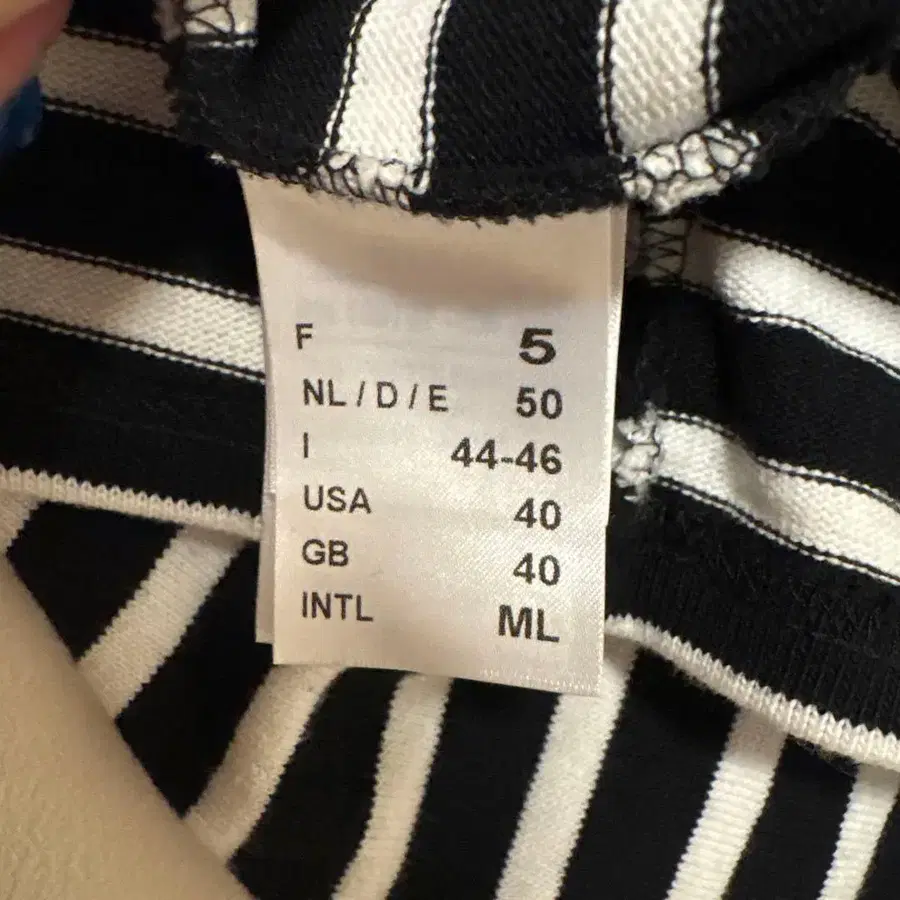 F 5
NL / D / E 50
I 44-46
USA 40
GB 40
INTL ML